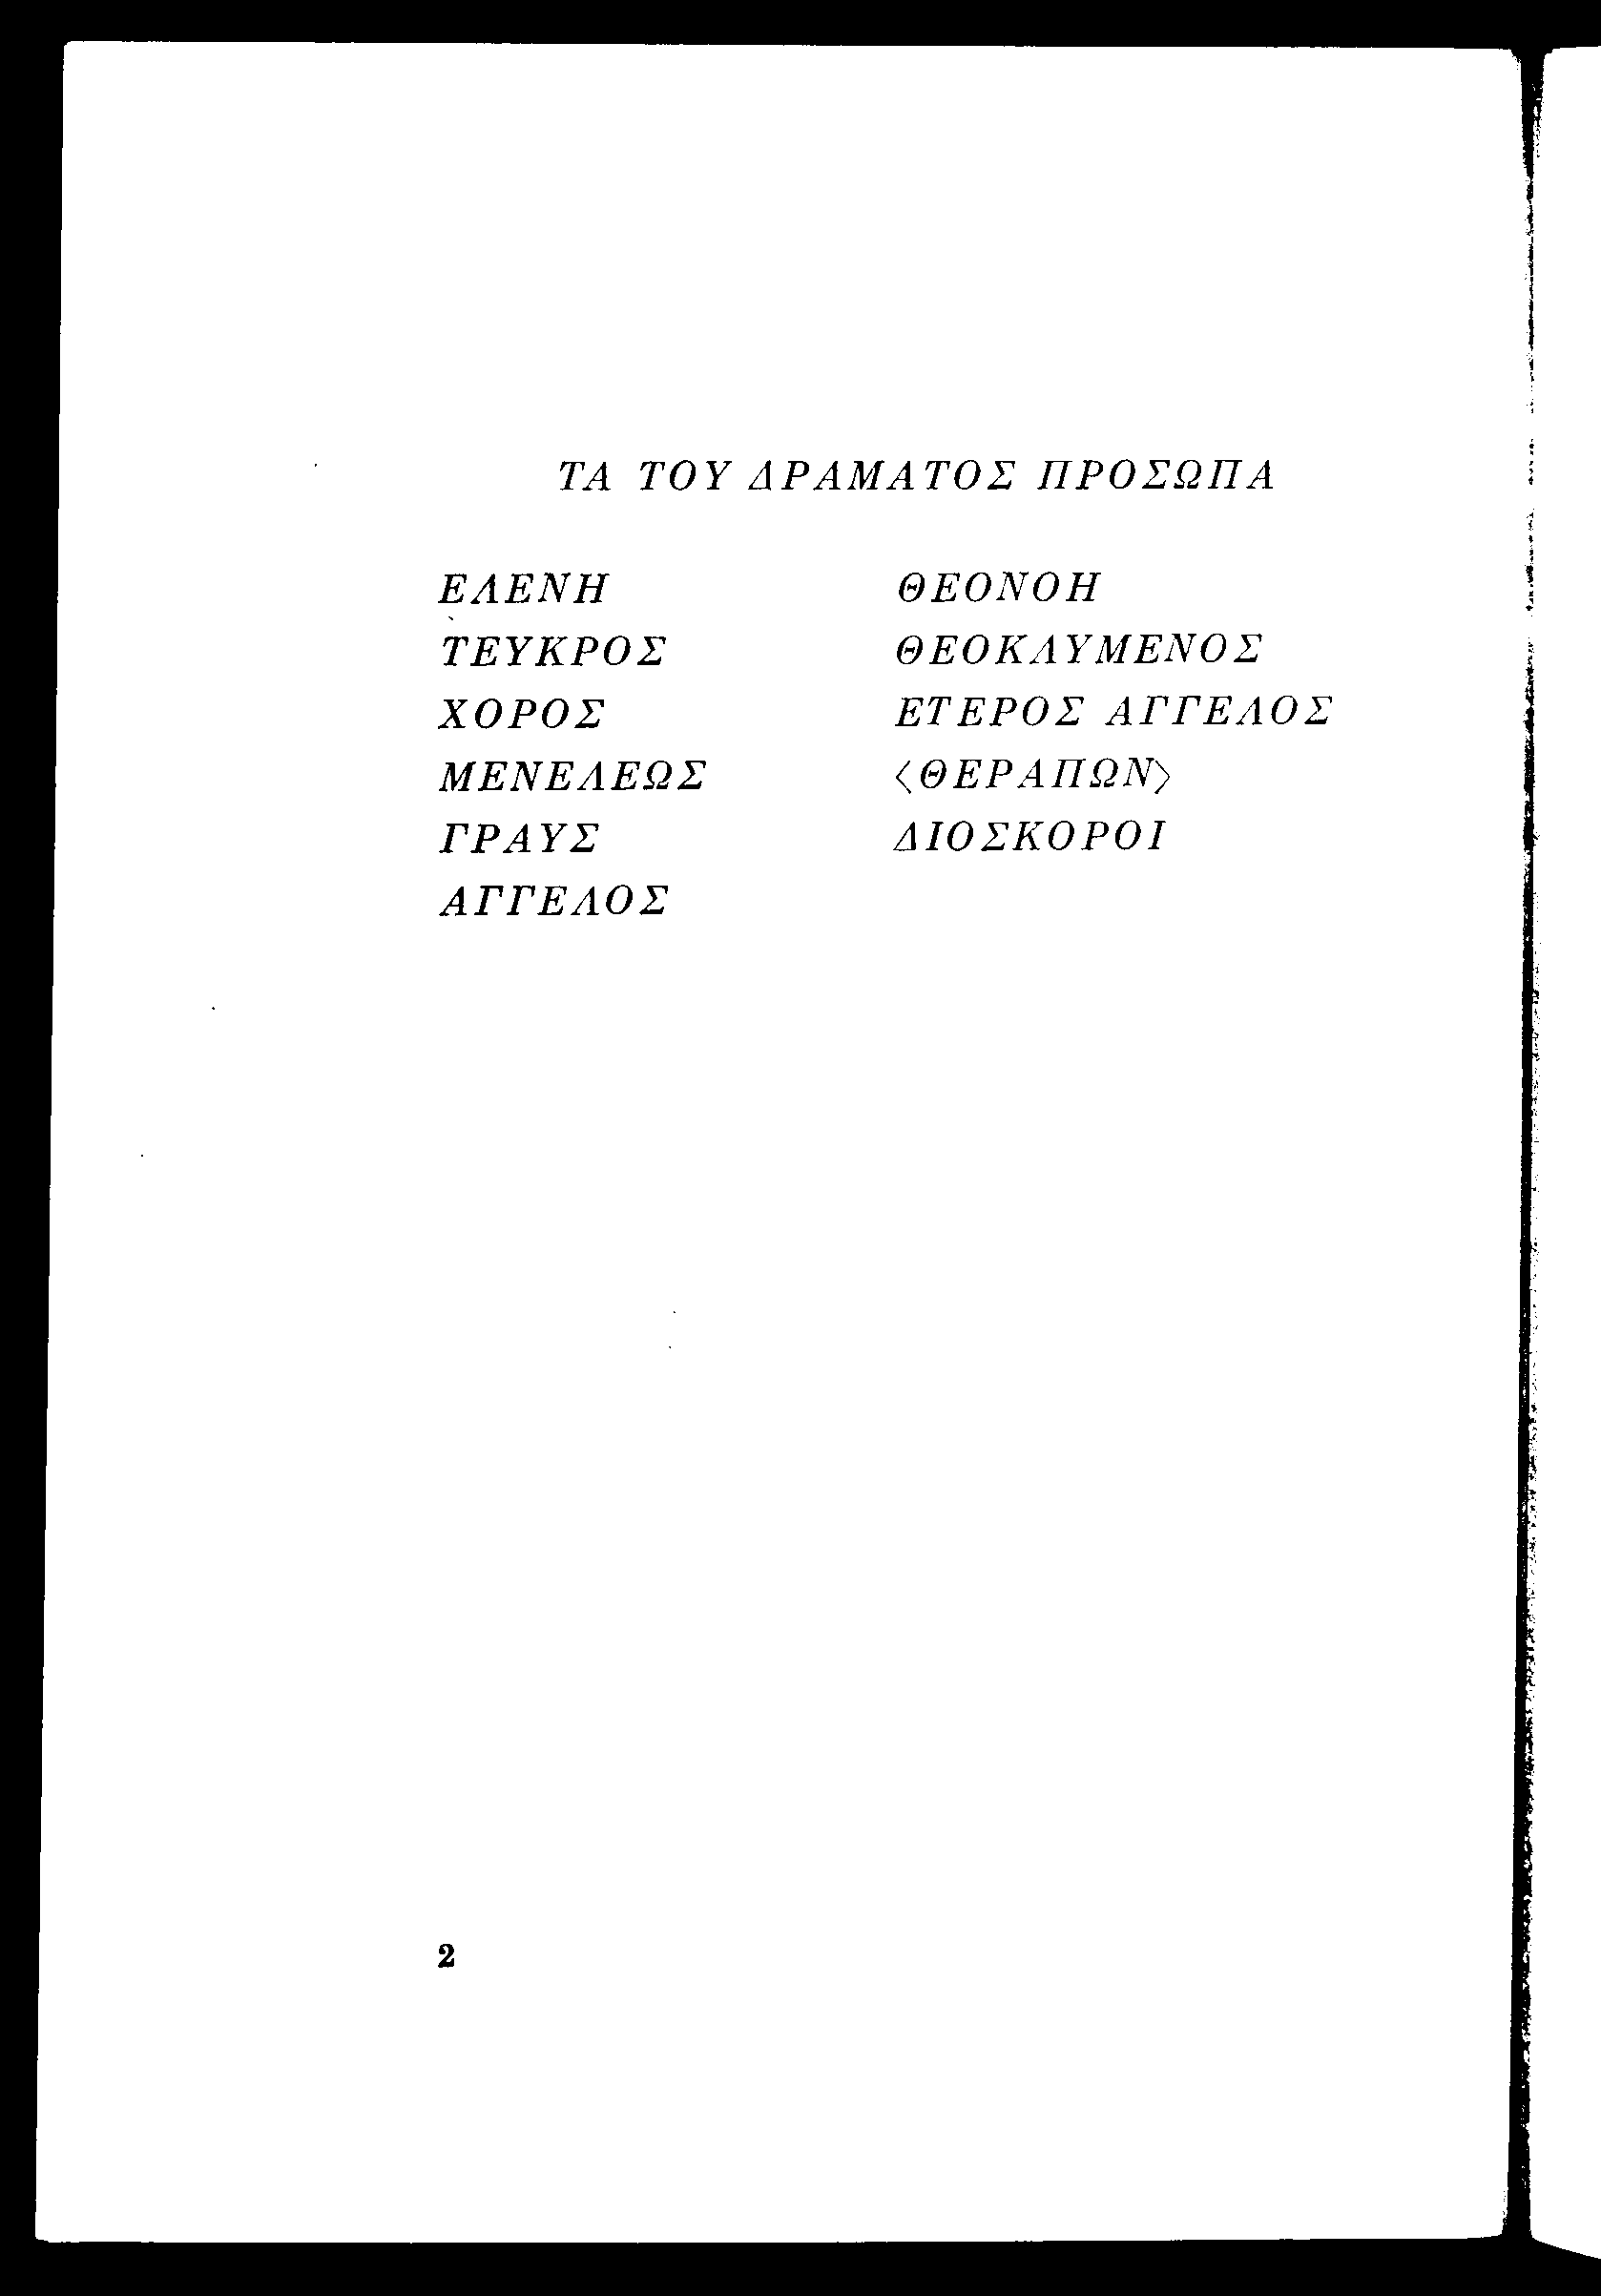 ΤΑ ΤΟΥ ΔΡΑΜΑΤΟΣ ΠΡΟΣΩΠΑ
ΕΛΕΝΗ
ΤΕΥΚΡΟΣ
ΧΟΡΟΣ
ΜΕΝΕΛΕΩΣ
ΓΡΑΥΣ
ΑΓΓΕΛΟΣ
ΘΕΟΝΟΗ
ΘΕΟΚΛΥΜΕΝΟΣ
ΕΤΕΡΟΣ ΑΓΓΕΛΟΣ
〈ΘΕΡΑΠΩΝ〉
ΔΙΟΣΚΟΡΟΙ
2